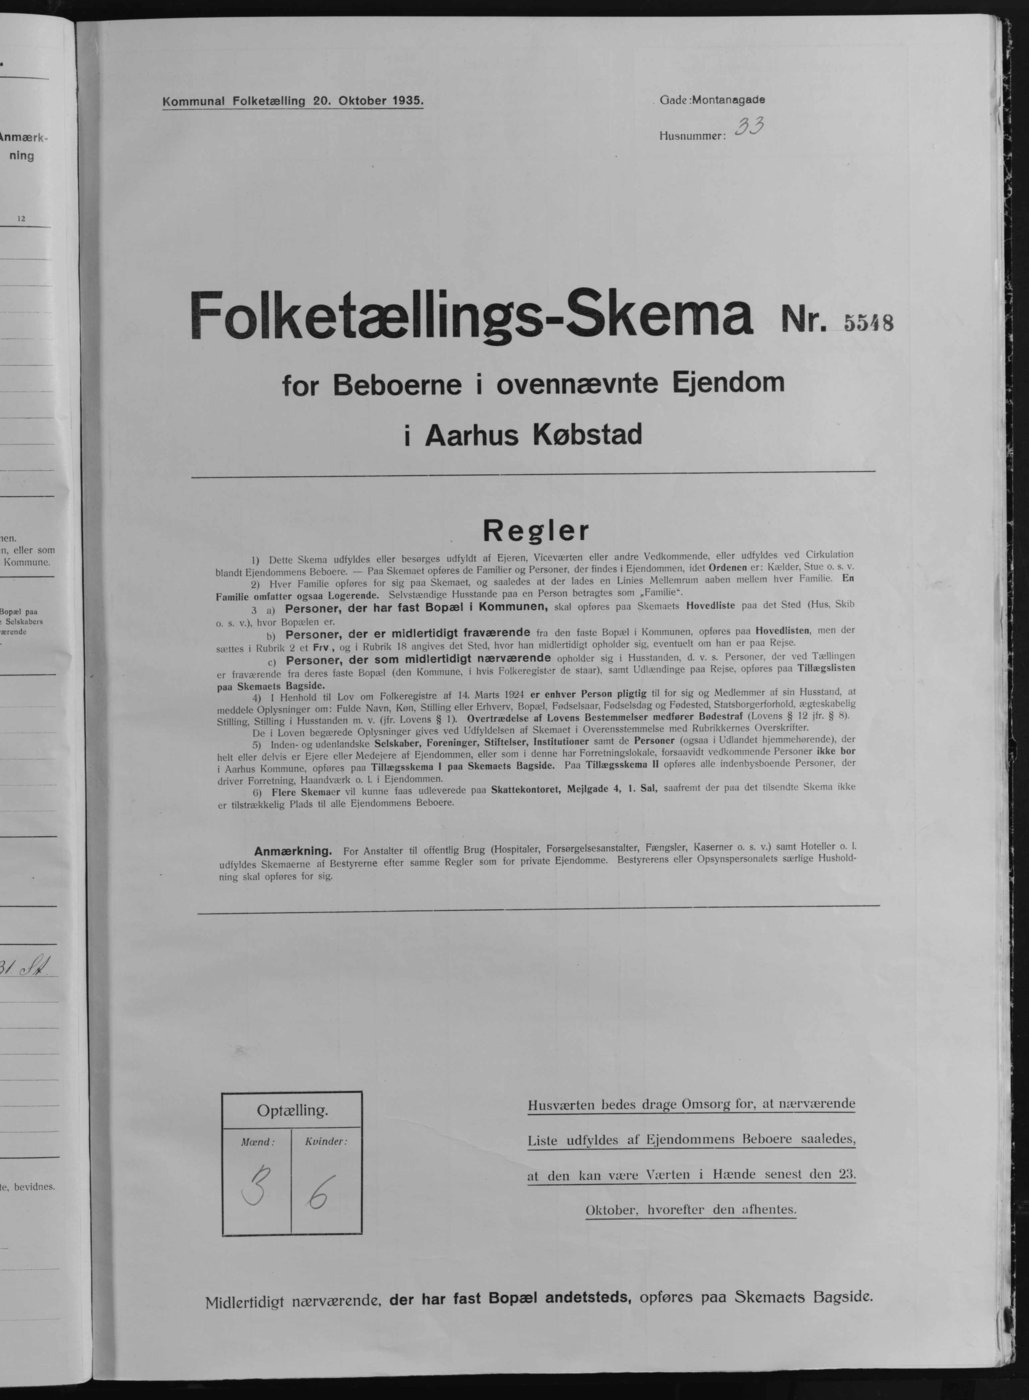 Anmærk-
ning
12
nen.
n, eller som
Kommune.
Bopæl paa
Selskabers
værende
31 St.
te, bevidnes.
Kommunal Folketælling 20. Oktober 1935.
Gade: Montanagade
Husnummer: 33
Folketællings-Skema Nr. 5548
for Beboerne i ovennævnte Ejendom
i Aarhus Købstad
Regler
1) Dette Skema udfyldes eller besørges udfyldt af Ejeren, Viceværten eller andre Vedkommende, eller udfyldes ved Cirkulation
blandt Ejendommens Beboere. — Paa Skemaet opføres de Familier og Personer, der findes i Ejendommen, idet Ordenen er: Kælder, Stue o. s. v.
2) Hver Familie opføres for sig paa Skemaet, og saaledes at der lades en Linies Mellemrum aaben mellem hver Familie. En
Familie omfatter ogsaa Logerende. Selvstændige Husstande paa en Person betragtes som „Familie“.
3 a) Personer, der har fast Bopæl i Kommunen, skal opføres paa Skemaets Hovedliste paa det Sted (Hus, Skib
o. s. v.), hvor Bopælen er.
b) Personer, der er midlertidigt fraværende fra den faste Bopæl i Kommunen, opføres paa Hovedlisten, men der
sættes i Rubrik 2 et Frv., og i Rubrik 18 angives det Sted, hvor han midlertidigt opholder sig, eventuelt om han er paa Rejse.
c) Personer, der som midlertidigt nærværende opholder sig i Husstanden, d. v. s. Personer, der ved Tællingen
er fraværende fra deres faste Bopæl (den Kommune, i hvis Folkeregister de staar), samt Udlændinge paa Rejse, opføres paa Tillægslisten
paa Skemaets Bagside.
4) I Henhold til Lov om Folkeregistre af 14. Marts 1924 er enhver Person pligtig til for sig og Medlemmer af sin Husstand, at
meddele Oplysninger om: Fulde Navn, Køn, Stilling eller Erhverv, Bopæl, Fødselsaar, Fødselsdag og Fødested, Statsborgerforhold, ægteskabelig
Stilling, Stilling i Husstanden m. v. (jfr. Lovens § 1). Overtrædelse af Lovens Bestemmelser medfører Bødestraf (Lovens § 12 jfr. § 8).
De i Loven begærede Oplysninger gives ved Udfyldelsen af Skemaet i Overensstemmelse med Rubrikkernes Overskrifter.
5) Inden- og udenlandske Selskaber, Foreninger, Stiftelser, Institutioner samt de Personer (ogsaa i Udlandet hjemmehørende), der
helt eller delvis er Ejere eller Medejere af Ejendommen, eller som i denne har Forretningslokale, forsaavidt vedkommende Personer ikke bor
i Aarhus Kommune, opføres paa Tillægsskema I paa Skemaets Bagside. Paa Tillægsskema II opføres alle indenbysboende Personer, der
driver Forretning, Haandværk o. l. i Ejendommen.
6) Flere Skemaer vil kunne faas udleverede paa Skattekontoret, Mejlgade 4, 1. Sal, saafremt der paa det tilsendte Skema ikke
er tilstrækkelig Plads til alle Ejendommens Beboere.
Anmærkning. For Anstalter til offentlig Brug (Hospitaler, Forsørgelsesanstalter, Fængsler, Kaserner o. s. v.) samt Hoteller o. l.
udfyldes Skemaerne af Bestyrerne efter samme Regler som for private Ejendomme. Bestyrerens eller Opsynspersonalets særlige Hushold-
ning skal opføres for sig.
Optælling.
Mænd: Kvinder:
3 6
Husværten bedes drage Omsorg for, at nærværende
Liste udfyldes af Ejendommens Beboere saaledes,
at den kan være Værten i Hænde senest den 23.
Oktober, hvorefter den afhentes.
Midlertidigt nærværende, der har fast Bopæl andetsteds, opføres paa Skemaets Bagside.